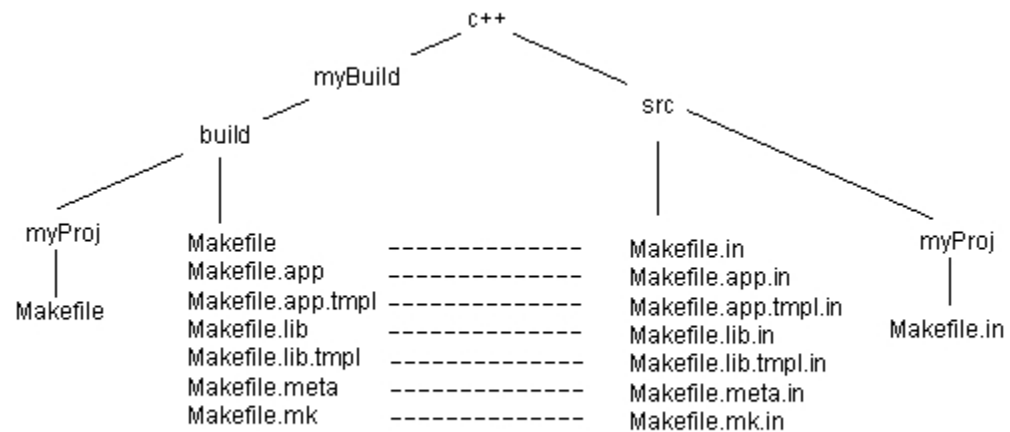 c++
myBuild
src
build
myProj
myProj
Makefile -------------- Makefile.in
Makefile.app -------------- Makefile.app.in
Makefile.app.tmpl -------------- Makefile.app.tmpl.in
Makefile
Makefile.lib -------------- Makefile.lib.in
Makefile.in
Makefile.lib.tmpl -------------- Makefile.lib.tmpl.in
Makefile.meta -------------- Makefile.meta.in
Makefile.mk -------------- Makefile.mk.in